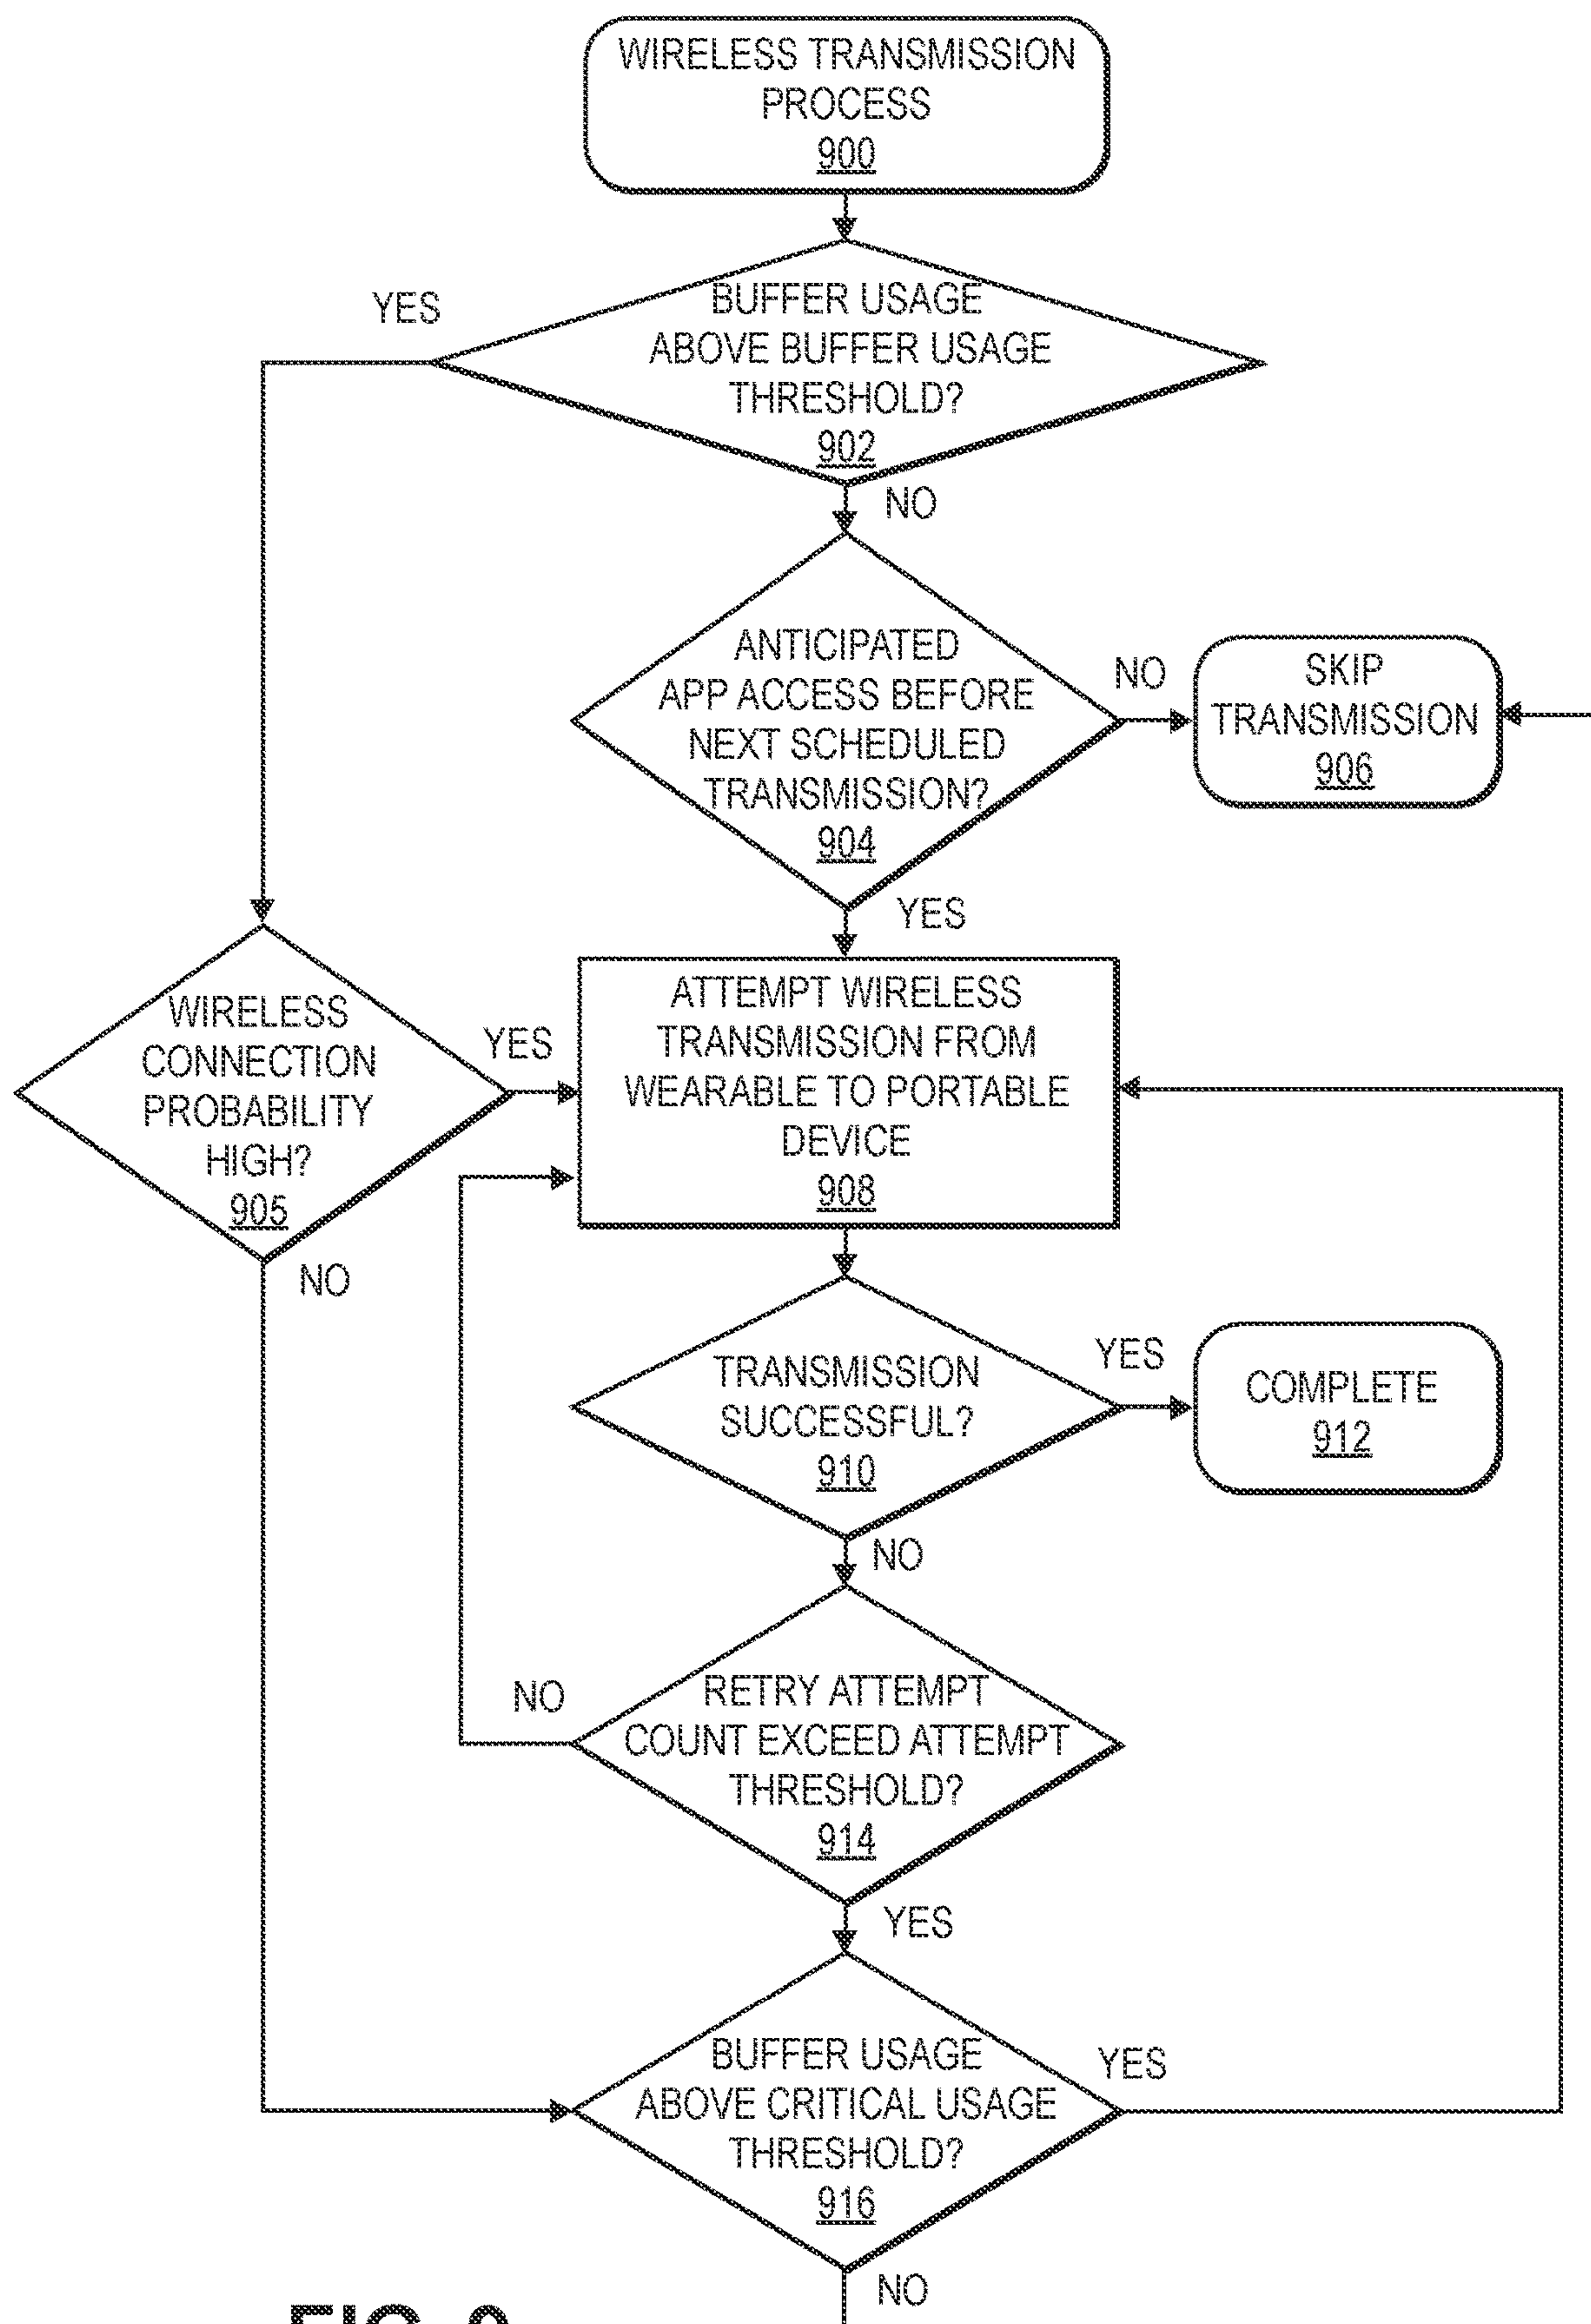 WIRELESS TRANSMISSION
PROCESS
900
YES
BUFFER USAGE
ABOVE BUFFER USAGE
THRESHOLD?
902
NO
ANTICIPATED
APP ACCESS BEFORE
NEXT SCHEDULED
TRANSMISSION?
904
NO
SKIP
TRANSMISSION
906
YES
WIRELESS
CONNECTION
PROBABILITY
HIGH?
905
YES
NO
ATTEMPT WIRELESS
TRANSMISSION FROM
WEARABLE TO PORTABLE
DEVICE
908
TRANSMISSION
SUCCESSFUL?
910
YES
COMPLETE
912
NO
RETRY ATTEMPT
COUNT EXCEED ATTEMPT
THRESHOLD?
914
NO
YES
BUFFER USAGE
ABOVE CRITICAL USAGE
THRESHOLD?
916
YES
NO